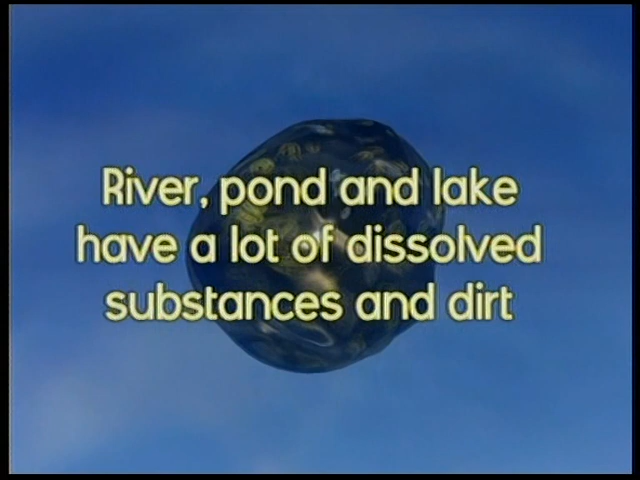 River, pond and lake
have a lot of dissolved
substances and dirt